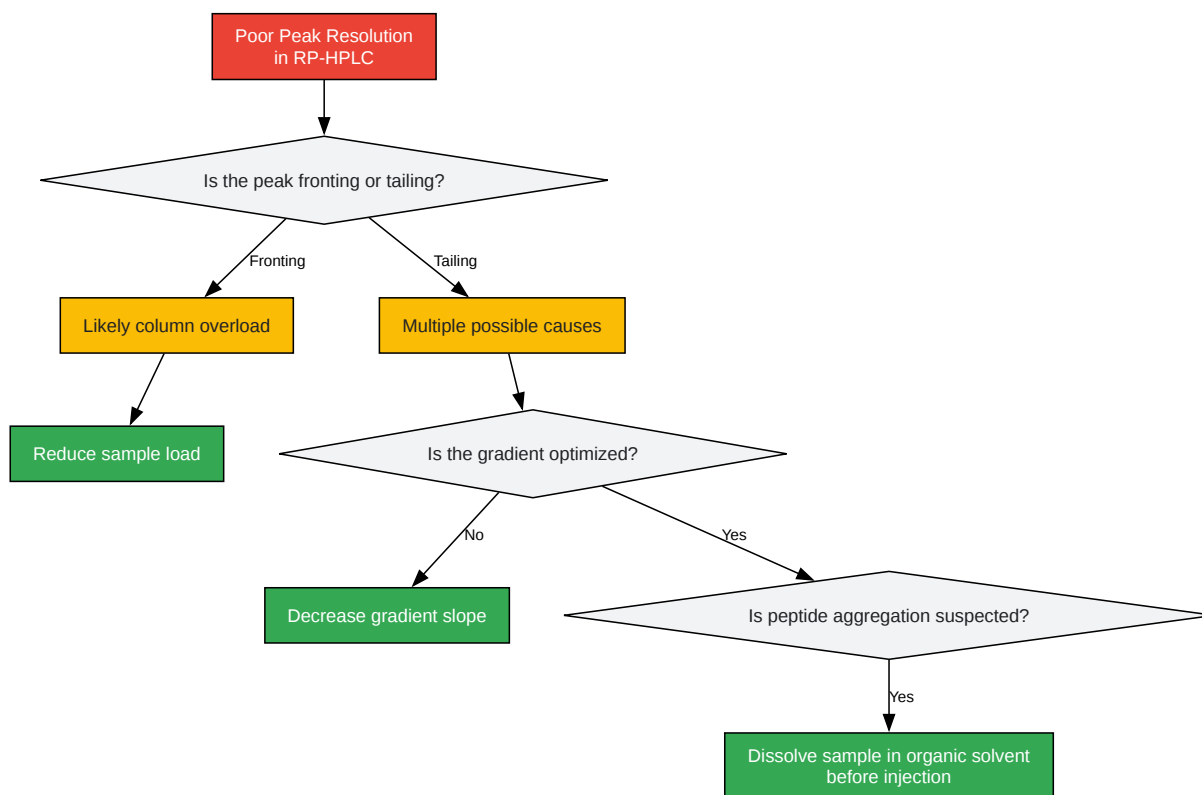 Poor Peak Resolution
in RP-HPLC
Is the peak fronting or tailing?
Fronting
Tailing
Likely column overload
Multiple possible causes
Reduce sample load
Is the gradient optimized?
No
Yes
Decrease gradient slope
Is peptide aggregation suspected?
Yes
Dissolve sample in organic solvent
before injection